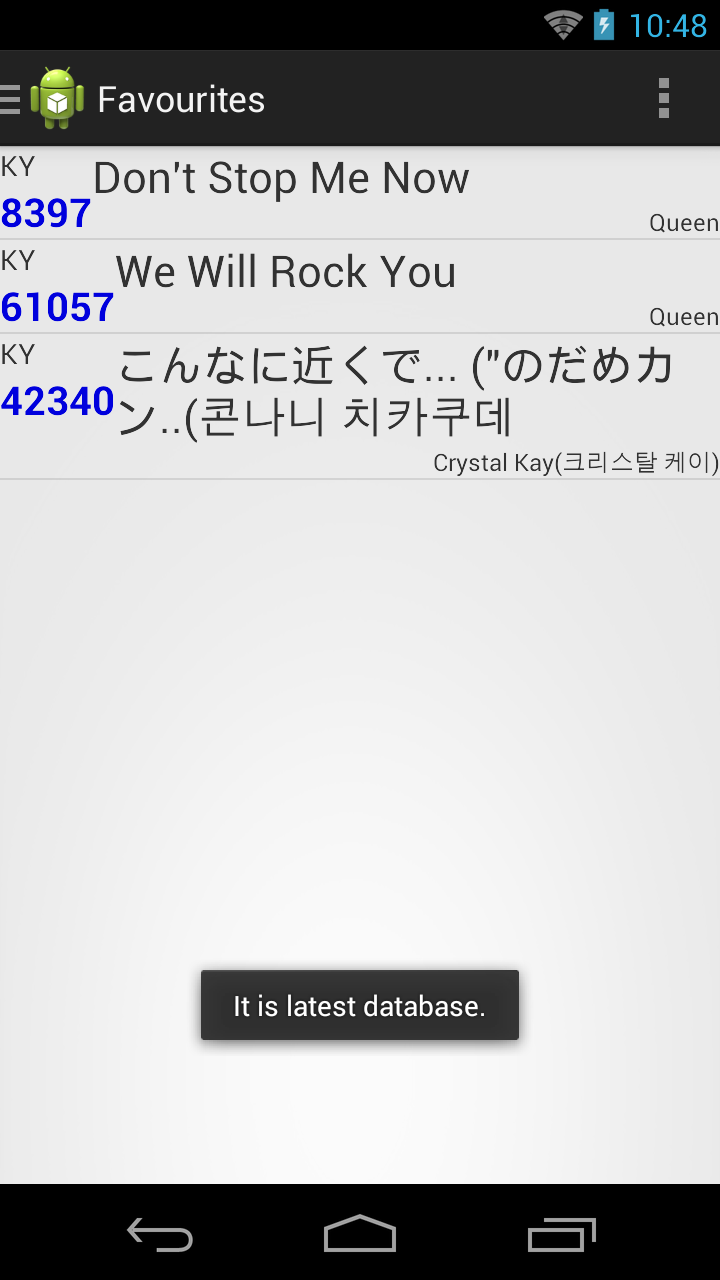 10:48
Favourites
KY
8397
Don't Stop Me Now
Queen
KY
61057
We Will Rock You
Queen
KY
42340
こんなに近くで... ("のだめカ
ン..(콘나니 치카쿠데
Crystal Kay(크리스탈 케이)
It is latest database.